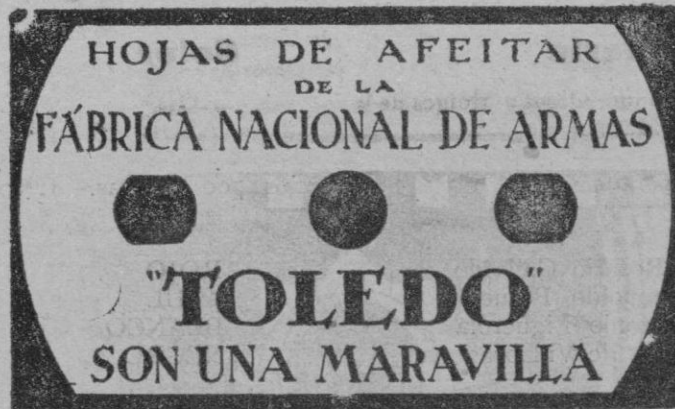 HOJAS DE AFEITAR
DE LA
FÁBRICA NACIONAL DE ARMAS
"TOLEDO"
SON UNA MARAVILLA